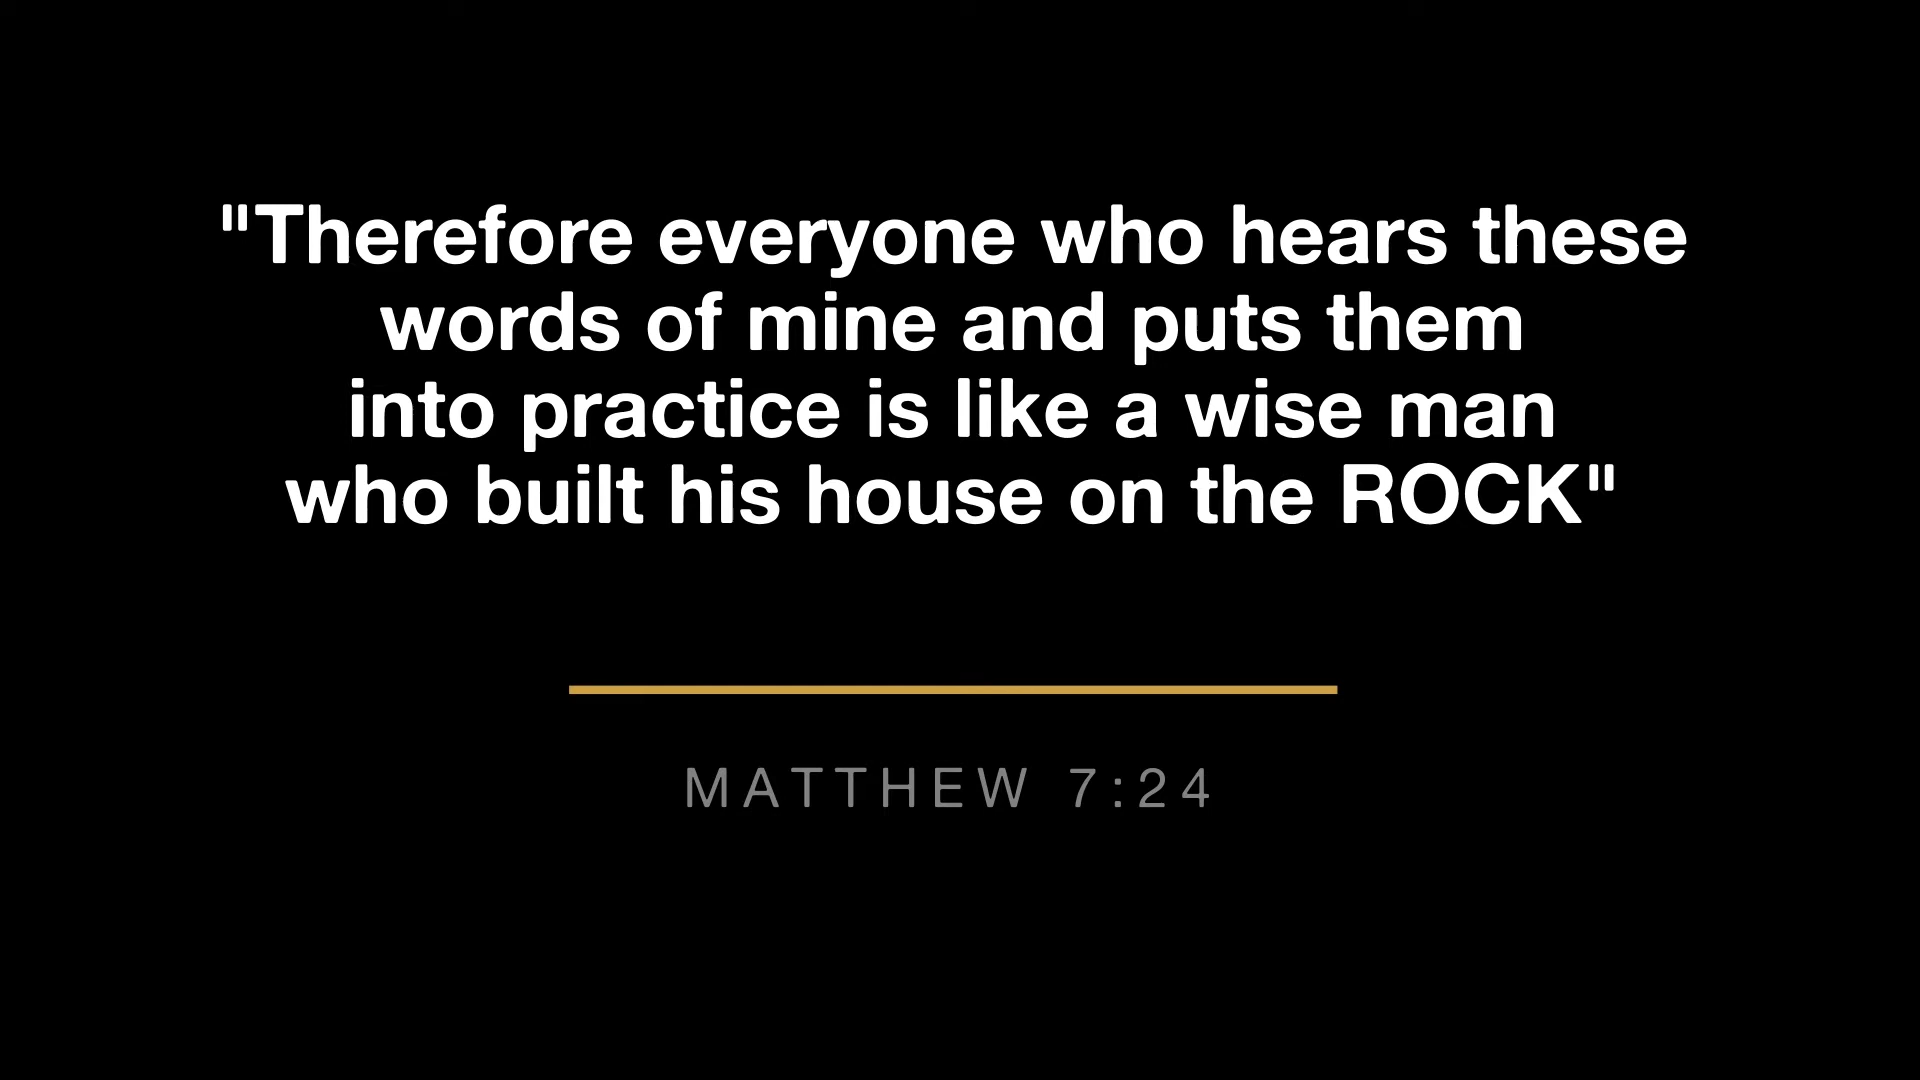 "Therefore everyone who hears these
words of mine and puts them
into practice is like a wise man
who built his house on the ROCK"
MATTHEW 7:24